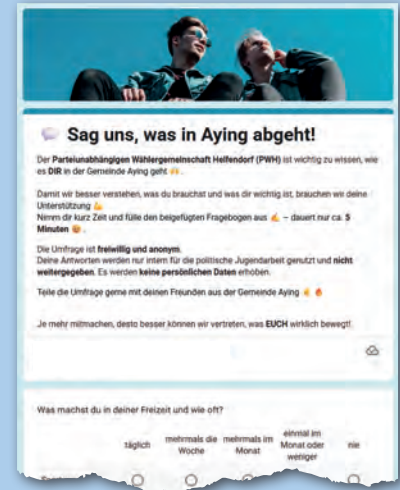 Sag uns, was in Aying abgeht!
Der Parteiunabhängigen Wählergemeinschaft Helfendorf (PWH) ist wichtig zu wissen, wie
es DIR in der Gemeinde Aying geht
Damit wir besser verstehen, was du brauchst und was dir wichtig ist, brauchen wir deine
Unterstützung
Nimm dir kurz Zeit und fülle den beigefügten Fragebogen aus – dauert nur ca. 5
Minuten .
Die Umfrage ist freiwillig und anonym.
Deine Antworten werden nur intern für die politische Jugendarbeit genutzt und nicht
weitergegeben. Es werden keine persönlichen Daten erhoben.
Teile die Umfrage gerne mit deinen Freunden aus der Gemeinde Aying
Je mehr mitmachen, desto besser können wir vertreten, was EUCH wirklich bewegt!
Was machst du in deiner Freizeit und wie oft?
täglich mehrmals die Woche mehrmals im Monat einmal im Monat oder weniger nie